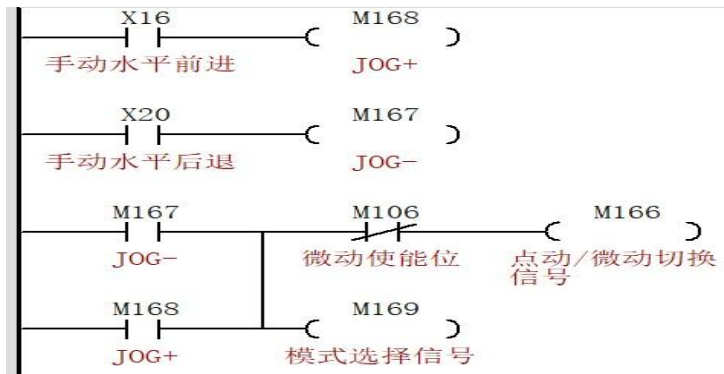 X16 M168
手动水平前进 JOG+
X20 M167
手动水平后退 JOG-
M167 M106 M166
JOG- 微动使能位 点动/微动切换
信号
M168 M169
JOG+ 模式选择信号